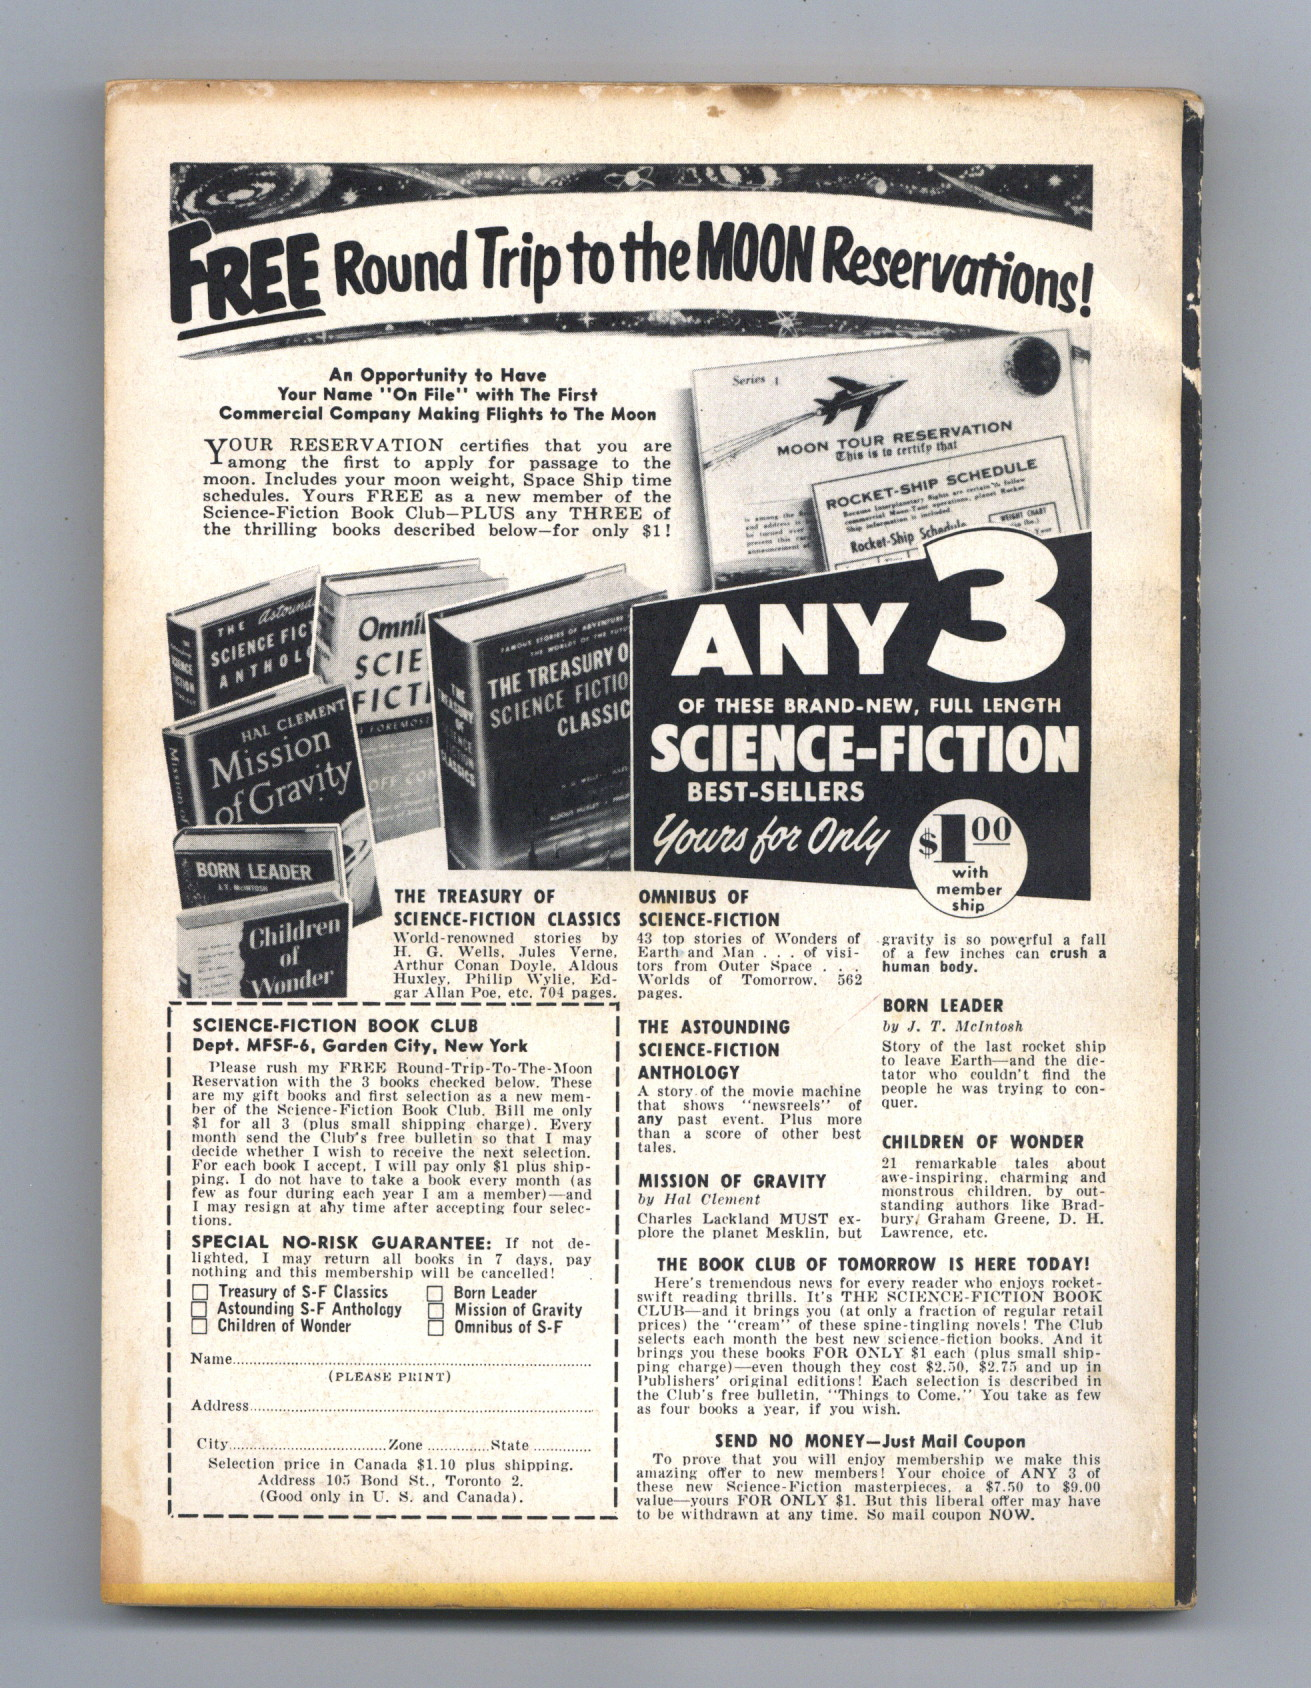 FREE Round Trip to the MOON Reservations!
An Opportunity to Have
Your Name "On File" with The First
Commercial Company Making Flights to The Moon
YOUR RESERVATION certifies that you are
among the first to apply for passage to the
moon. Includes your moon weight, Space Ship time
schedules. Yours FREE as a new member of the
Science-Fiction Book Club—PLUS any THREE of
the thrilling books described below—for only $1!
Series 1
MOON TOUR RESERVATION
This is to certify that
ROCKET-SHIP SCHEDULE
Rocket-Ship Schedule
WEIGHT CHART
THE Astound
SCIENCE FICT
ANTHOL
Omni
SCIE
FICTI
FOREMOST
OFF CON
FAMOUS STORIES OF ADVENTURE
THE WORLDS OF THE FUTU
THE TREASURY O
SCIENCE FICTIO
CLASSIC
THE
TREASURY
OF
SCIENCE
FICTION
CLASSICS
HAL CLEMENT
Mission
of Gravity
BORN LEADER
J.T. McINTOSH
Children
of
Wonder
ANY 3
OF THESE BRAND-NEW, FULL LENGTH
SCIENCE-FICTION
BEST-SELLERS
Yours for Only
$1.00
with
member
ship
THE TREASURY OF
SCIENCE-FICTION CLASSICS
World-renowned stories by
H. G. Wells, Jules Verne,
Arthur Conan Doyle, Aldous
Huxley, Philip Wylie, Ed-
gar Allan Poe, etc. 704 pages.
OMNIBUS OF
SCIENCE-FICTION
43 top stories of Wonders of
Earth and Man . . . of visi-
tors from Outer Space . . .
Worlds of Tomorrow. 562
pages.
THE ASTOUNDING
SCIENCE-FICTION
ANTHOLOGY
A story of the movie machine
that shows "newsreels" of
any past event. Plus more
than a score of other best
tales.
MISSION OF GRAVITY
by Hal Clement
Charles Lackland MUST ex-
plore the planet Mesklin, but
gravity is so powerful a fall
of a few inches can crush a
human body.
BORN LEADER
by J. T. McIntosh
Story of the last rocket ship
to leave Earth—and the dic-
tator who couldn't find the
people he was trying to con-
quer.
CHILDREN OF WONDER
21 remarkable tales about
awe-inspiring, charming and
monstrous children, by out-
standing authors like Brad-
bury, Graham Greene, D. H.
Lawrence, etc.
THE BOOK CLUB OF TOMORROW IS HERE TODAY!
Here's tremendous news for every reader who enjoys rocket-
swift reading thrills. It's THE SCIENCE-FICTION BOOK
CLUB—and it brings you (at only a fraction of regular retail
prices) the "cream" of these spine-tingling novels! The Club
selects each month the best new science-fiction books. And it
brings you these books FOR ONLY $1 each (plus small ship-
ping charge)—even though they cost $2.50, $2.75 and up in
Publishers' original editions! Each selection is described in
the Club's free bulletin, "Things to Come." You take as few
as four books a year, if you wish.
SEND NO MONEY—Just Mail Coupon
To prove that you will enjoy membership we make this
amazing offer to new members! Your choice of ANY 3 of
these new Science-Fiction masterpieces, a $7.50 to $9.00
value—yours FOR ONLY $1. But this liberal offer may have
to be withdrawn at any time. So mail coupon NOW.
SCIENCE-FICTION BOOK CLUB
Dept. MFSF-6, Garden City, New York
Please rush my FREE Round-Trip-To-The-Moon
Reservation with the 3 books checked below. These
are my gift books and first selection as a new mem-
ber of the Science-Fiction Book Club. Bill me only
$1 for all 3 (plus small shipping charge). Every
month send the Club's free bulletin so that I may
decide whether I wish to receive the next selection.
For each book I accept, I will pay only $1 plus ship-
ping. I do not have to take a book every month (as
few as four during each year I am a member)—and
I may resign at any time after accepting four selec-
tions.
SPECIAL NO-RISK GUARANTEE: If not de-
lighted, I may return all books in 7 days, pay
nothing and this membership will be cancelled!
Treasury of S-F Classics
Born Leader
Astounding S-F Anthology
Mission of Gravity
Children of Wonder
Omnibus of S-F
Name
(PLEASE PRINT)
Address
City Zone State
Selection price in Canada $1.10 plus shipping.
Address 105 Bond St., Toronto 2.
(Good only in U. S. and Canada).